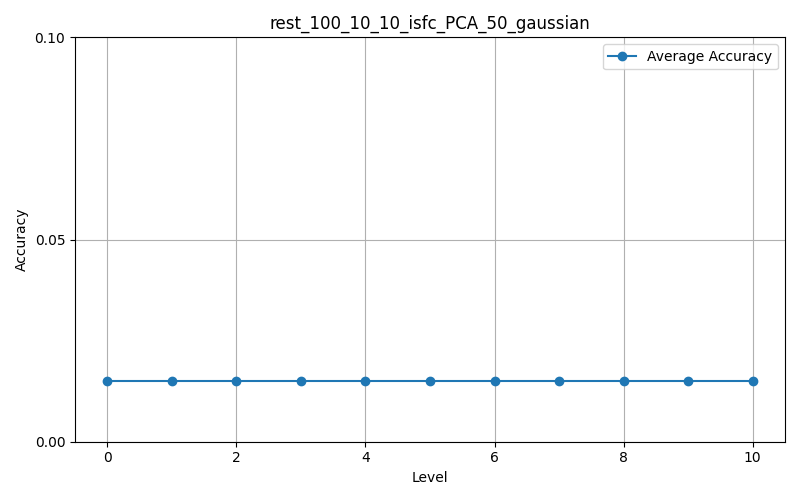 rest_100_10_10_isfc_PCA_50_gaussian
Average Accuracy
Accuracy
0.10
0.05
0.00
0 2 4 6 8 10
Level